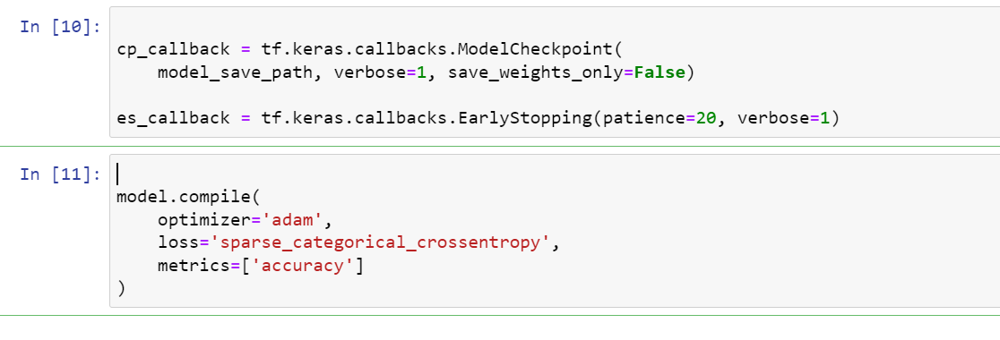 In [10]:
cp_callback = tf.keras.callbacks.ModelCheckpoint(
    model_save_path, verbose=1, save_weights_only=False)

es_callback = tf.keras.callbacks.EarlyStopping(patience=20, verbose=1)
In [11]:
model.compile(
    optimizer='adam',
    loss='sparse_categorical_crossentropy',
    metrics=['accuracy']
)